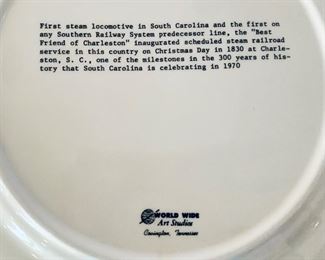 First steam locomotive in South Carolina and the first on
any Southern Railway System predecessor line, the "Best
Friend of Charleston" inaugurated scheduled steam railroad
service in this country on Christmas Day in 1830 at Charle-
ston, S. C., one of the milestones in the 300 years of his-
tory that South Carolina is celebrating in 1970
WORLD WIDE
Art Studios
Covington, Tennessee